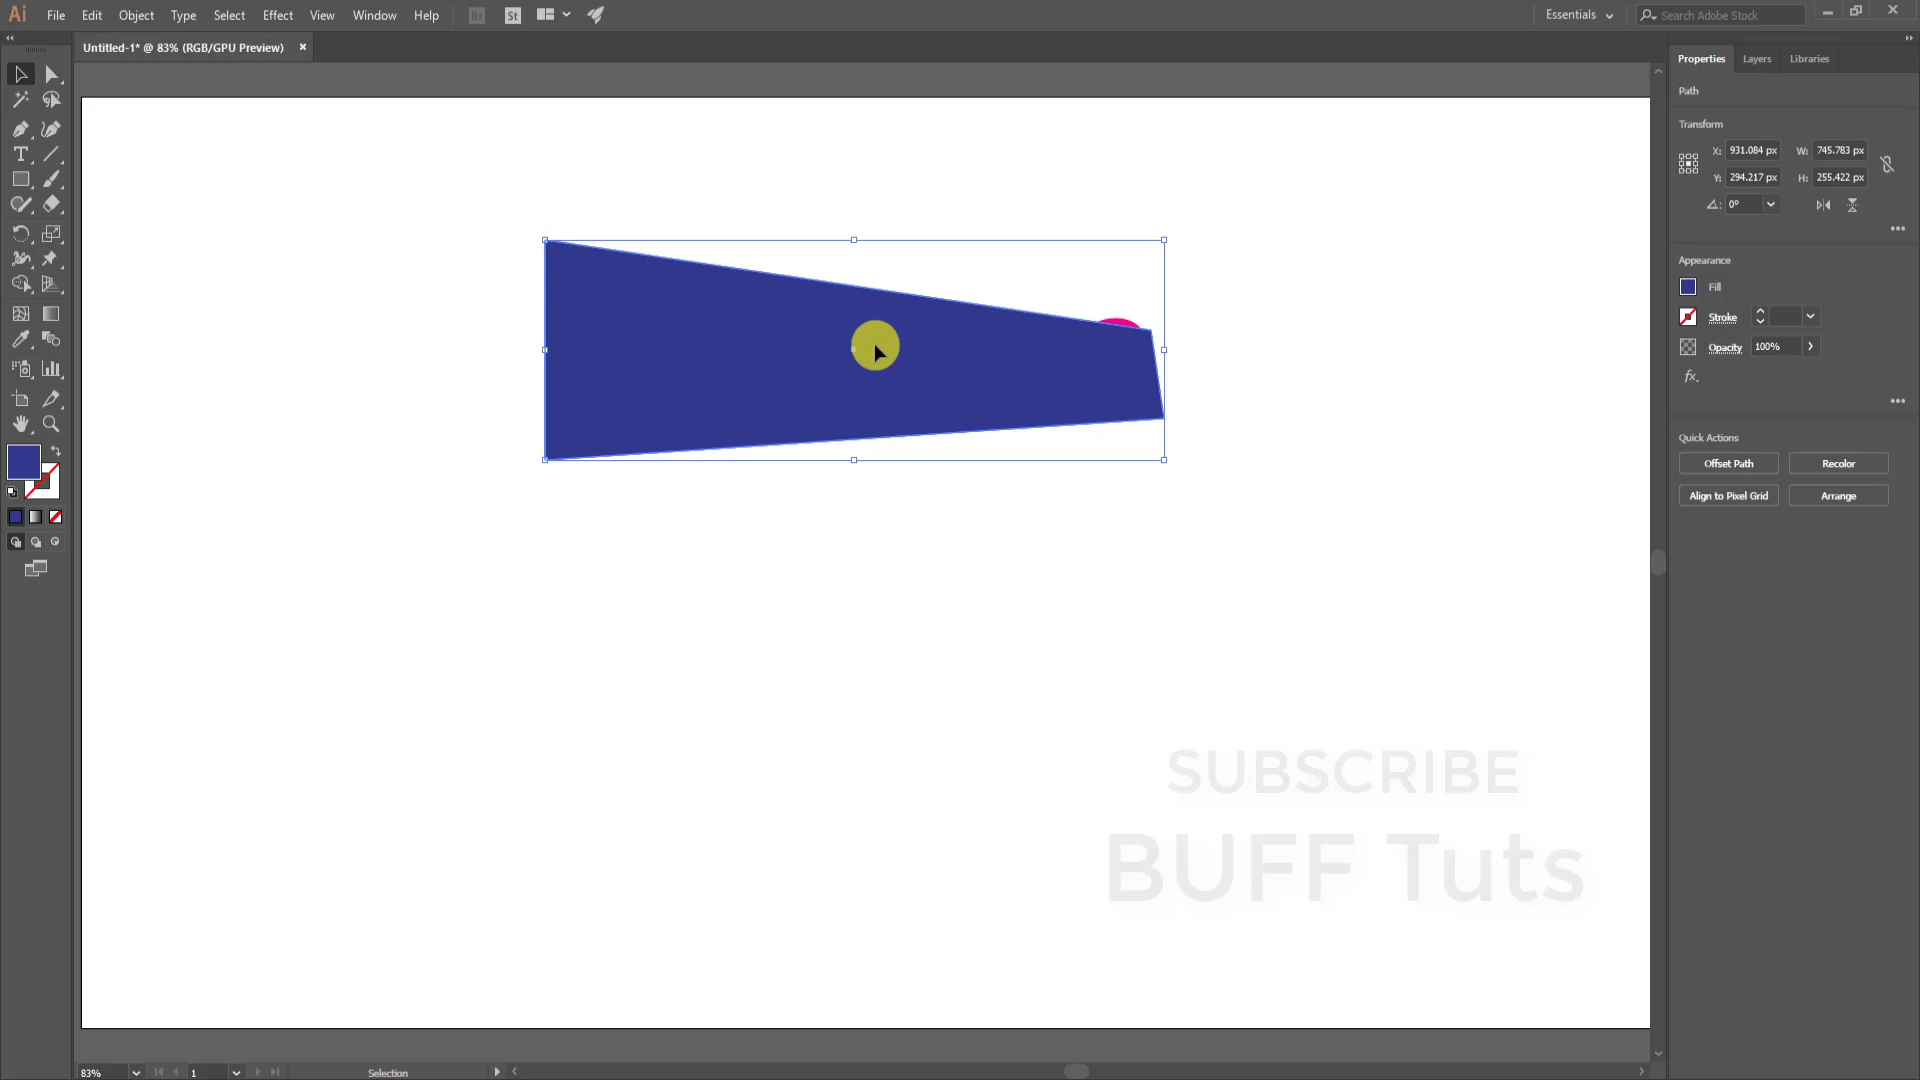 Ai File Edit Object Type Select Effect View Window Help Br St Essentials Search Adobe Stock
Untitled-1* @ 83% (RGB/GPU Preview) ×
Properties Layers Libraries
Path
Transform
X: 931.084 px W: 745.783 px
Y: 294.217 px H: 255.422 px
0°
Appearance
Fill
Stroke
Opacity 100%
fx.
Quick Actions
Offset Path Recolor
Align to Pixel Grid Arrange
SUBSCRIBE
BUFF Tuts
83% 1 Selection